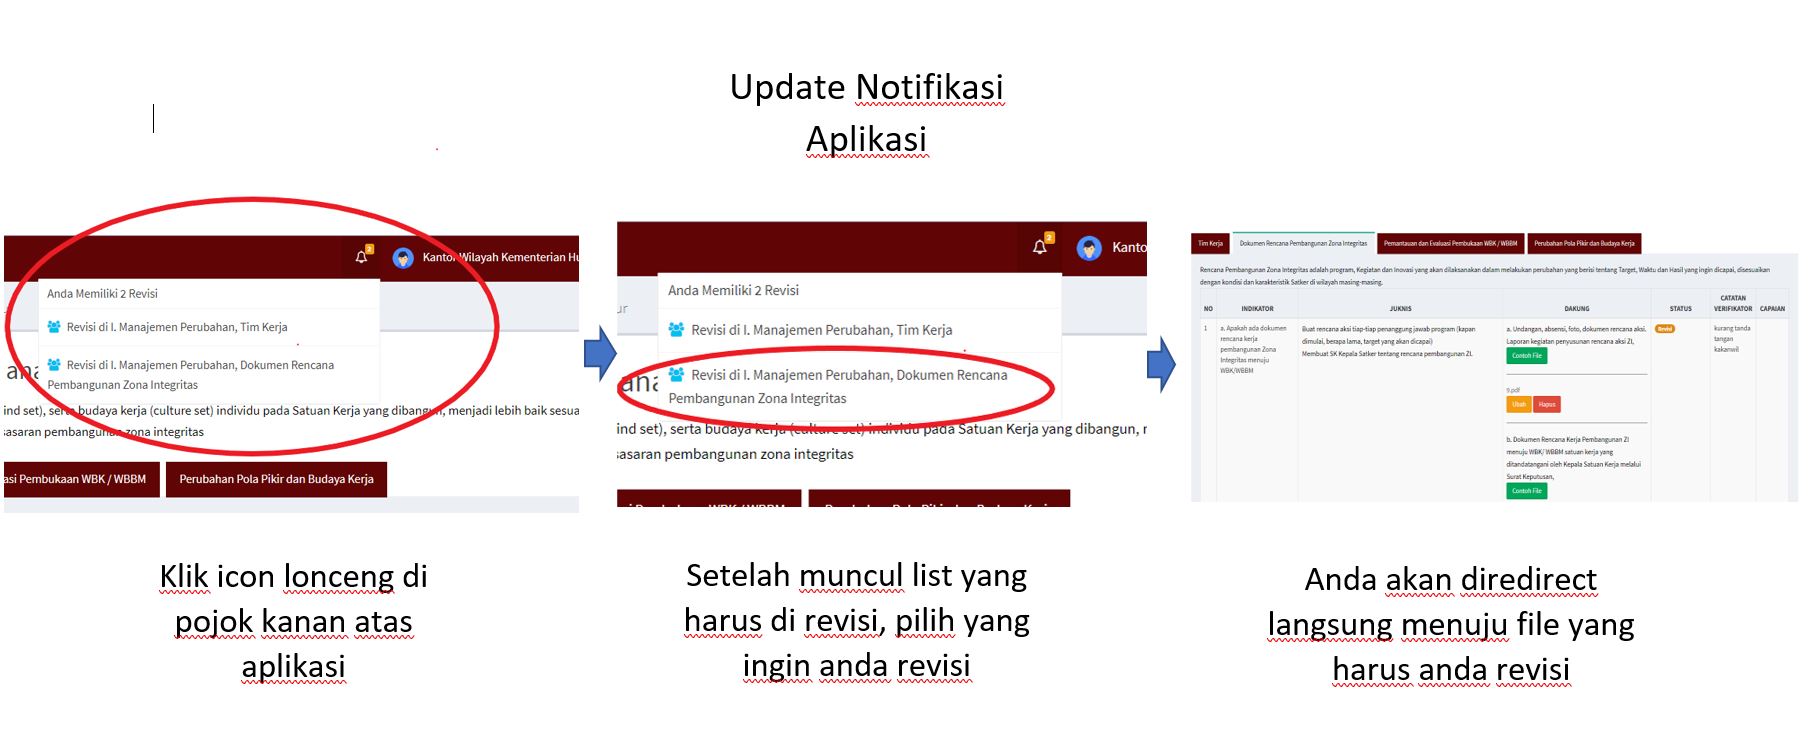 Update Notifikasi
Aplikasi
2
Kantor Wilayah Kementerian Hu
Anda Memiliki 2 Revisi
Revisi di I. Manajemen Perubahan, Tim Kerja
Revisi di I. Manajemen Perubahan, Dokumen Rencana
Pembangunan Zona Integritas
ana
ind set), serta budaya kerja (culture set) individu pada Satuan Kerja yang dibangun, menjadi lebih baik sesua
sasaran pembangunan zona integritas
asi Pembukaan WBK / WBBM
Perubahan Pola Pikir dan Budaya Kerja
Klik icon lonceng di
pojok kanan atas
aplikasi
2
Kanto
ur
Anda Memiliki 2 Revisi
Revisi di I. Manajemen Perubahan, Tim Kerja
Revisi di I. Manajemen Perubahan, Dokumen Rencana
Pembangunan Zona Integritas
ana
ind set), serta budaya kerja (culture set) individu pada Satuan Kerja yang dibangun, r
sasaran pembangunan zona integritas
Setelah muncul list yang
harus di revisi, pilih yang
ingin anda revisi
Tim Kerja
Dokumen Rencana Pembangunan Zona Integritas
Pemantauan dan Evaluasi Pembukaan WBK / WBBM
Perubahan Pola Pikir dan Budaya Kerja
Rencana Pembangunan Zona Integritas adalah program, Kegiatan dan Inovasi yang akan dilaksanakan dalam melakukan perubahan yang berisi tentang Target, Waktu dan Hasil yang ingin dicapai, disesuaikan
dengan kondisi dan karakteristik Satker di wilayah masing-masing.
NO
INDIKATOR
JUKNIS
DAKUNG
STATUS
CATATAN
VERIFIKATOR
CAPAIAN
1
a. Apakah ada dokumen
rencana kerja
pembangunan Zona
Integritas menuju
WBK/WBBM
Buat rencana aksi tiap-tiap penanggung jawab program (kapan
dimulai, berapa lama, target yang akan dicapai)
Membuat SK Kepala Satker tentang rencana pembangunan ZI.
a. Undangan, absensi, foto, dokumen rencana aksi.
Laporan kegiatan penyusunan rencana aksi ZI,
Contoh File
9.pdf
Ubah
Hapus
b. Dokumen Rencana Kerja Pembangunan ZI
menuju WBK/ WBBM satuan kerja yang
ditandatangani oleh Kepala Satuan Kerja melalui
Surat Keputusan,
Contoh File
Revisi
kurang tanda
tangan
kakanwil
Anda akan diredirect
langsung menuju file yang
harus anda revisi